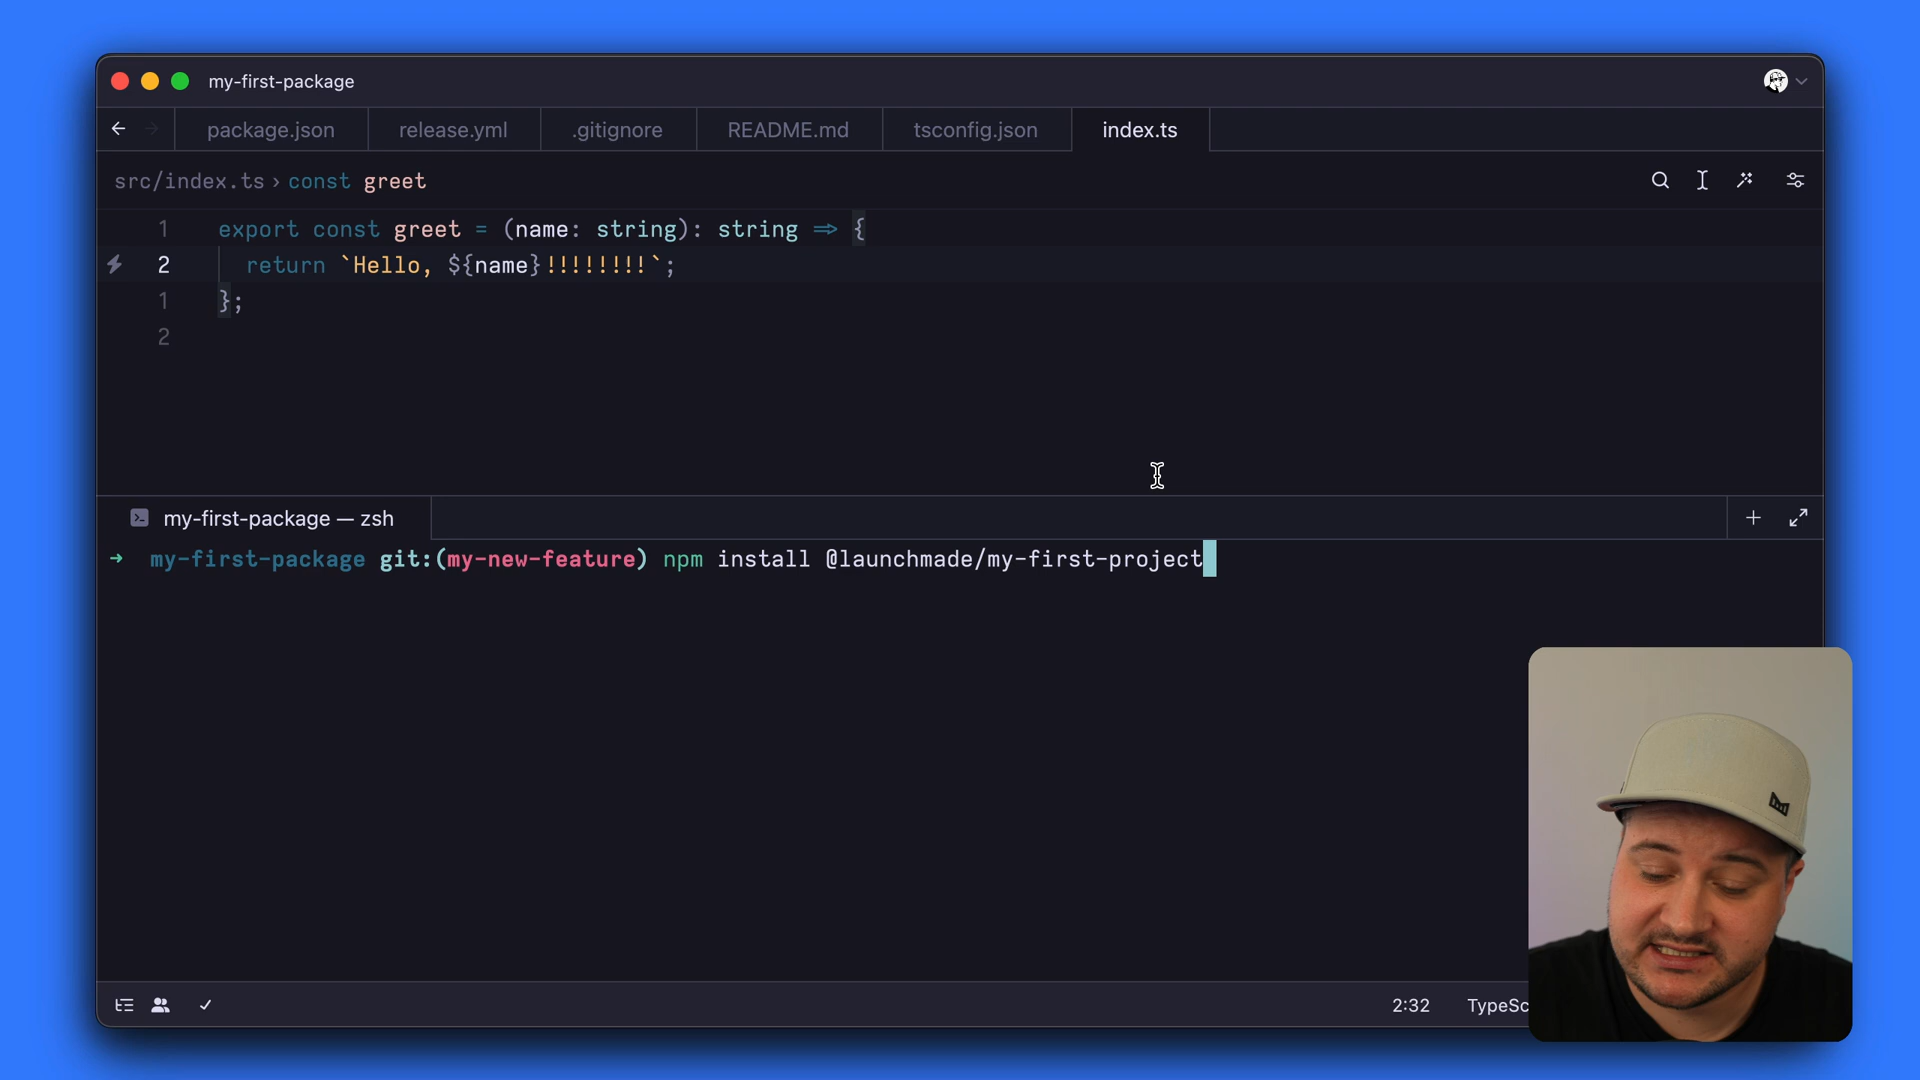 my-first-package
package.json
release.yml
.gitignore
README.md
tsconfig.json
index.ts
src/index.ts › const greet
1 export const greet = (name: string): string => {
2 return `Hello, ${name}!!!!!!!!`;
1 };
2
my-first-package — zsh
→ my-first-package git:(my-new-feature) npm install @launchmade/my-first-project
2:32
TypeSc